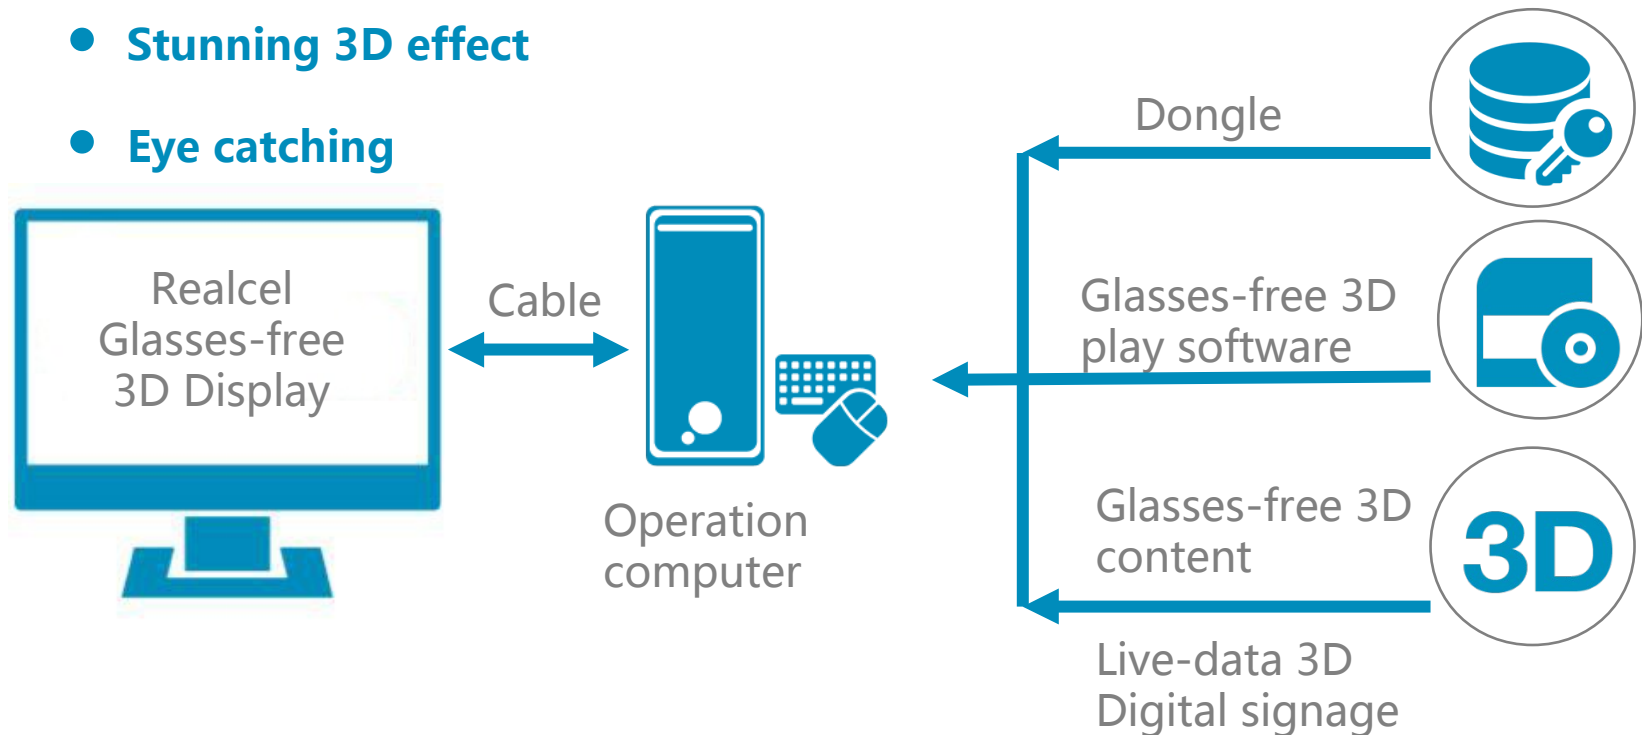 Stunning 3D effect
Eye catching
Realcel
Glasses-free
3D Display
Cable
Operation
computer
Dongle
Glasses-free 3D
play software
Glasses-free 3D
content
3D
Live-data 3D
Digital signage